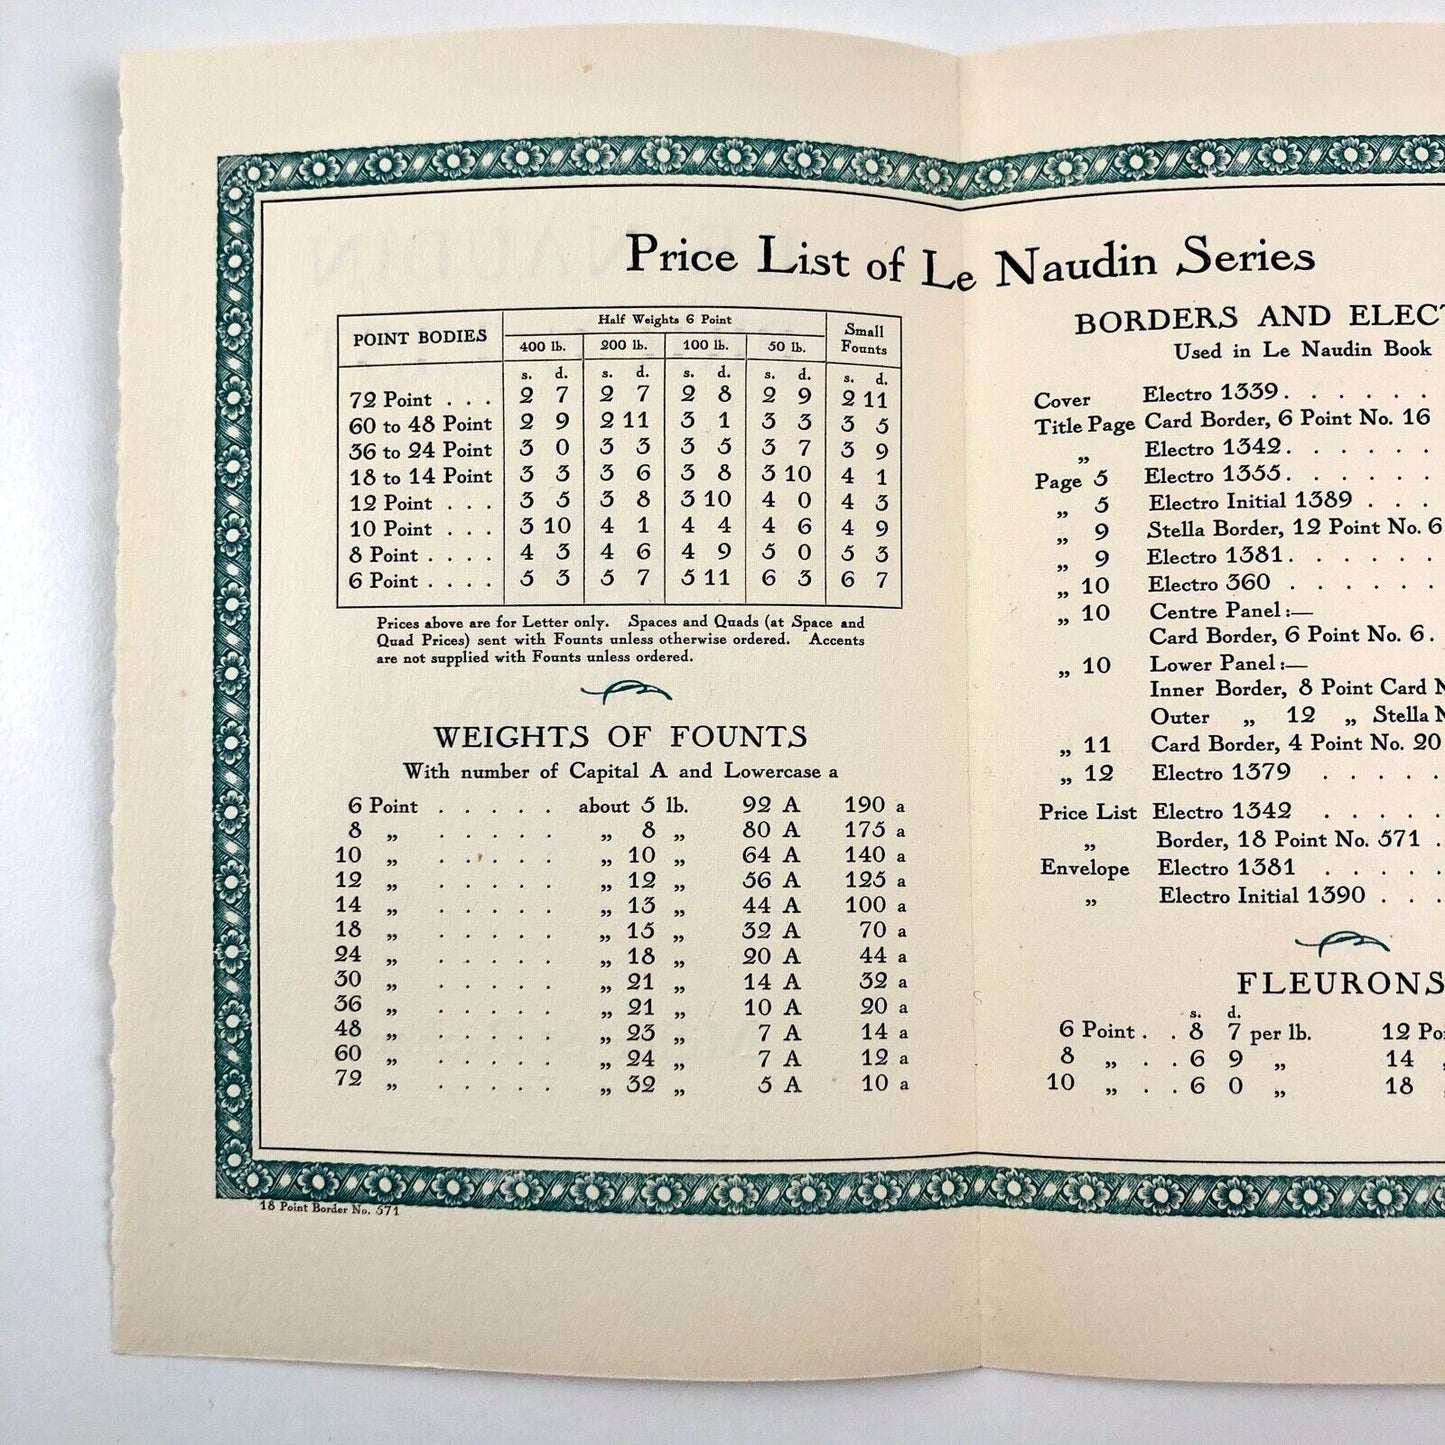 Price List of Le Naudin Series
POINT BODIES Half Weights 6 Point Small Founts
400 lb. 200 lb. 100 lb. 50 lb.
s. d. s. d. s. d. s. d. s. d.
72 Point . . . 2 7 2 7 2 8 2 9 2 11
60 to 48 Point 2 9 2 11 3 1 3 3 3 5
36 to 24 Point 3 0 3 3 3 5 3 7 3 9
18 to 14 Point 3 3 3 6 3 8 3 10 4 1
12 Point . . . 3 5 3 8 3 10 4 0 4 3
10 Point . . . 3 10 4 1 4 4 4 6 4 9
8 Point . . . . 4 3 4 6 4 9 5 0 5 3
6 Point . . . . 5 3 5 7 5 11 6 3 6 7
Prices above are for Letter only. Spaces and Quads (at Space and
Quad Prices) sent with Founts unless otherwise ordered. Accents
are not supplied with Founts unless ordered.
WEIGHTS OF FOUNTS
With number of Capital A and Lowercase a
6 Point . . . . . about 5 lb. 92 A 190 a
8 „ . . . . . „ 8 „ 80 A 175 a
10 „ . . . . . „ 10 „ 64 A 140 a
12 „ . . . . . „ 12 „ 56 A 125 a
14 „ . . . . . „ 13 „ 44 A 100 a
18 „ . . . . . „ 15 „ 32 A 70 a
24 „ . . . . . „ 18 „ 20 A 44 a
30 „ . . . . . „ 21 „ 14 A 32 a
36 „ . . . . . „ 21 „ 10 A 20 a
48 „ . . . . . „ 23 „ 7 A 14 a
60 „ . . . . . „ 24 „ 7 A 12 a
72 „ . . . . . „ 32 „ 5 A 10 a
BORDERS AND ELECT
Used in Le Naudin Book
Cover Electro 1339 . . . . . .
Title Page Card Border, 6 Point No. 16
„ Electro 1342 . . . . . .
Page 5 Electro 1355 . . . . . .
„ 5 Electro Initial 1389 . . .
„ 9 Stella Border, 12 Point No. 6
„ 9 Electro 1381 . . . . . .
„ 10 Electro 360 . . . . . .
„ 10 Centre Panel:—
Card Border, 6 Point No. 6 .
„ 10 Lower Panel:—
Inner Border, 8 Point Card N
Outer „ 12 „ Stella N
„ 11 Card Border, 4 Point No. 20
„ 12 Electro 1379 . . . . .
Price List Electro 1342 . . . . .
„ Border, 18 Point No. 571 .
Envelope Electro 1381 . . . . .
„ Electro Initial 1390 . . .
FLEURONS
s. d.
6 Point . . 8 7 per lb. 12 Poi
8 „ . . 6 9 „ 14 „
10 „ . . 6 0 „ 18 „
18 Point Border No. 571